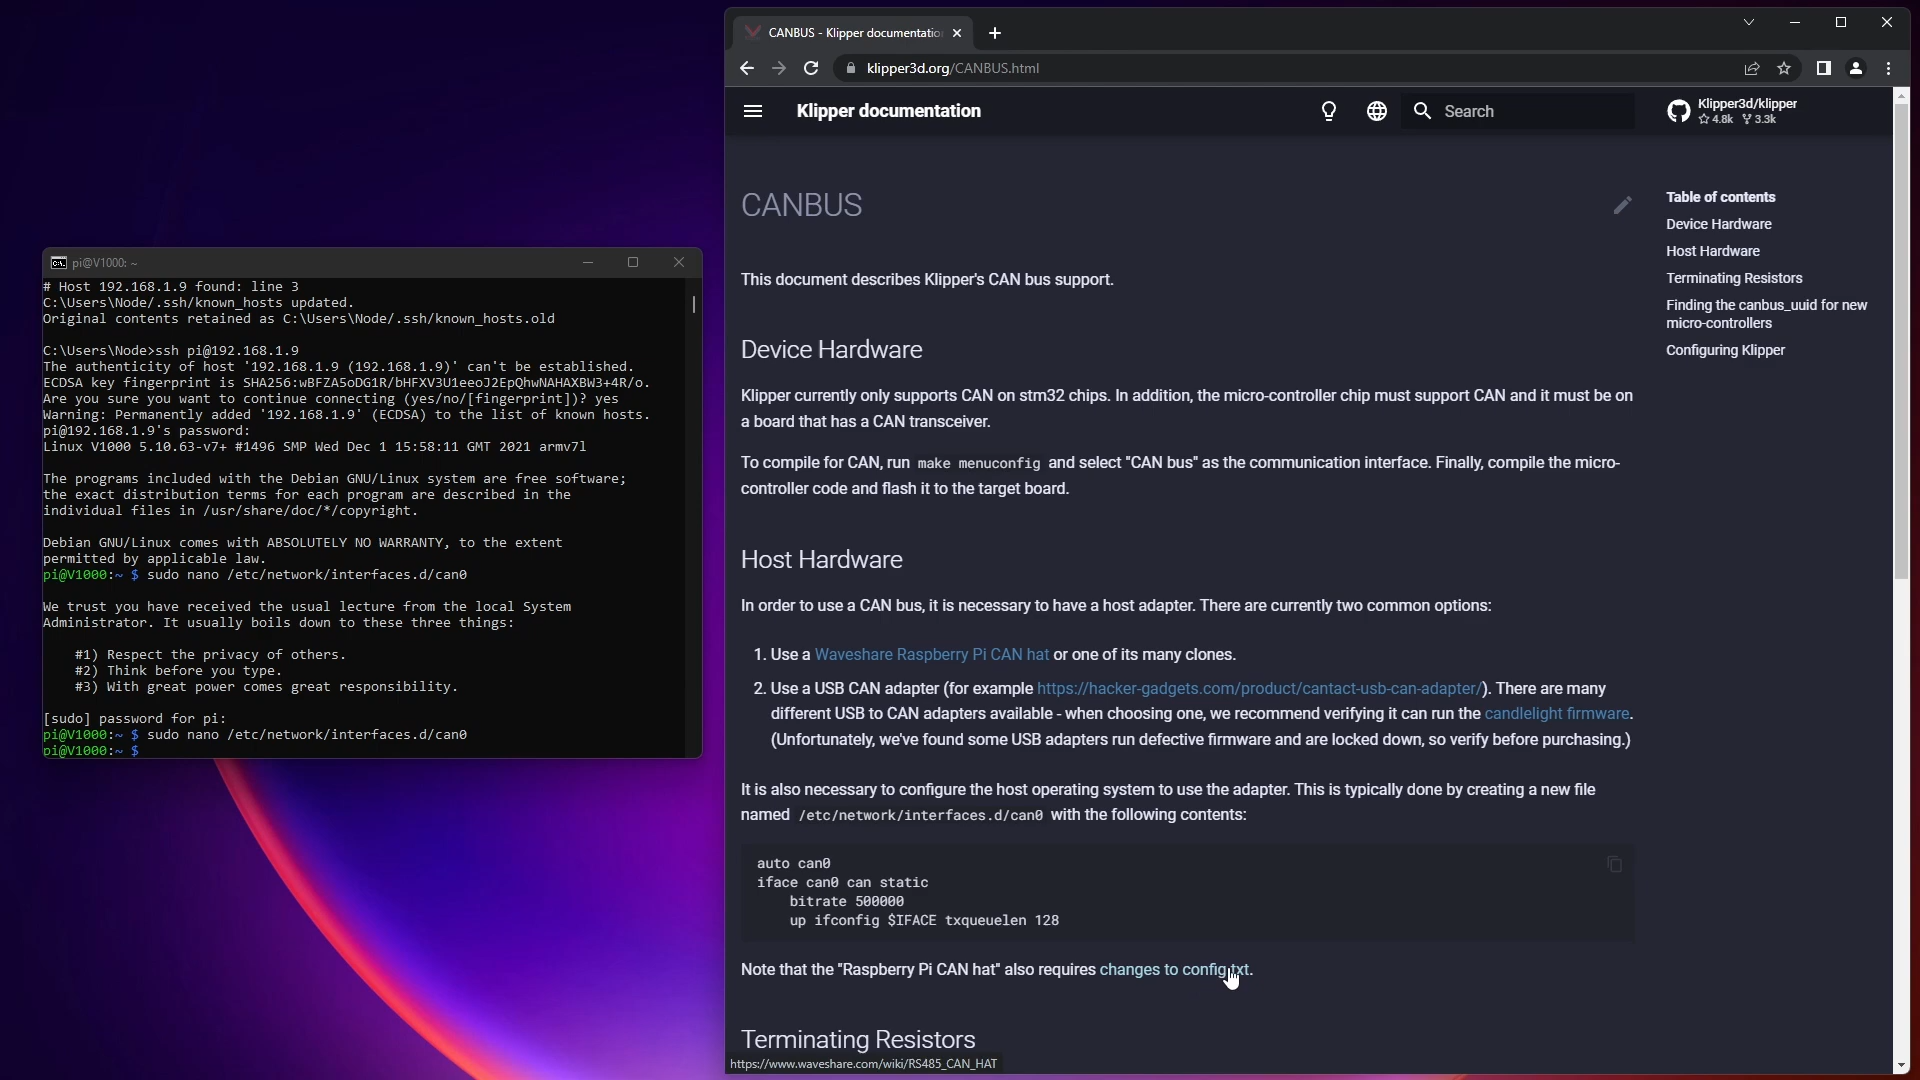 pi@V1000: ~
# Host 192.168.1.9 found: line 3
C:\Users\Node/.ssh/known_hosts updated.
Original contents retained as C:\Users\Node/.ssh/known_hosts.old
C:\Users\Node>ssh pi@192.168.1.9
The authenticity of host '192.168.1.9 (192.168.1.9)' can't be established.
ECDSA key fingerprint is SHA256:wBFZA5oDG1R/bHFXV3U1eeoJ2EpQhwNAHAXBW3+4R/o.
Are you sure you want to continue connecting (yes/no/[fingerprint])? yes
Warning: Permanently added '192.168.1.9' (ECDSA) to the list of known hosts.
pi@192.168.1.9's password:
Linux V1000 5.10.63-v7+ #1496 SMP Wed Dec 1 15:58:11 GMT 2021 armv7l
The programs included with the Debian GNU/Linux system are free software;
the exact distribution terms for each program are described in the
individual files in /usr/share/doc/*/copyright.
Debian GNU/Linux comes with ABSOLUTELY NO WARRANTY, to the extent
permitted by applicable law.
pi@V1000:~ $ sudo nano /etc/network/interfaces.d/can0
We trust you have received the usual lecture from the local System
Administrator. It usually boils down to these three things:
#1) Respect the privacy of others.
#2) Think before you type.
#3) With great power comes great responsibility.
[sudo] password for pi:
pi@V1000:~ $ sudo nano /etc/network/interfaces.d/can0
pi@V1000:~ $
CANBUS - Klipper documentation
klipper3d.org/CANBUS.html
Klipper documentation
Search
Klipper3d/klipper
4.8k 3.3k
CANBUS
This document describes Klipper's CAN bus support.
Device Hardware
Klipper currently only supports CAN on stm32 chips. In addition, the micro-controller chip must support CAN and it must be on
a board that has a CAN transceiver.
To compile for CAN, run make menuconfig and select "CAN bus" as the communication interface. Finally, compile the micro-
controller code and flash it to the target board.
Host Hardware
In order to use a CAN bus, it is necessary to have a host adapter. There are currently two common options:
1. Use a Waveshare Raspberry Pi CAN hat or one of its many clones.
2. Use a USB CAN adapter (for example https://hacker-gadgets.com/product/cantact-usb-can-adapter/). There are many
different USB to CAN adapters available - when choosing one, we recommend verifying it can run the candlelight firmware.
(Unfortunately, we've found some USB adapters run defective firmware and are locked down, so verify before purchasing.)
It is also necessary to configure the host operating system to use the adapter. This is typically done by creating a new file
named /etc/network/interfaces.d/can0 with the following contents:
auto can0
iface can0 can static
bitrate 500000
up ifconfig $IFACE txqueuelen 128
Note that the "Raspberry Pi CAN hat" also requires changes to config.txt.
Terminating Resistors
https://www.waveshare.com/wiki/RS485_CAN_HAT
Table of contents
Device Hardware
Host Hardware
Terminating Resistors
Finding the canbus_uuid for new
micro-controllers
Configuring Klipper